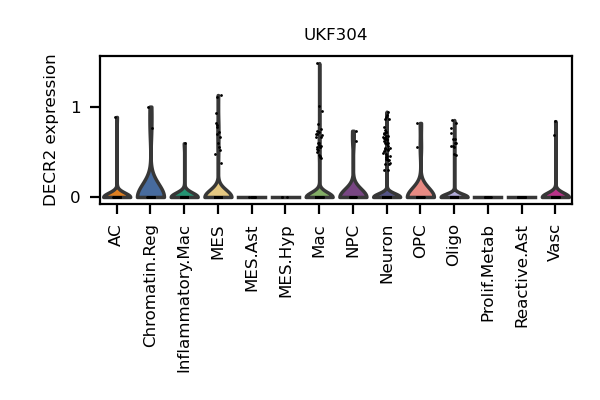 UKF304
DECR2 expression
1
0
AC
Chromatin.Reg
Inflammatory.Mac
MES
MES.Ast
MES.Hyp
Mac
NPC
Neuron
OPC
Oligo
Prolif.Metab
Reactive.Ast
Vasc